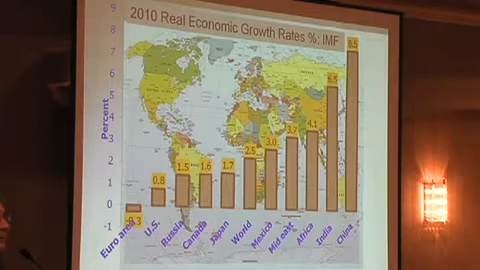 2010 Real Economic Growth Rates %: IMF
9
8
7
6
5
4
3
2
1
0
-1
Percent
-0.3
0.8
1.5
1.6
1.7
2.5
3.0
3.7
4.1
6.5
8.5
Euro area
U.S.
Russia
Canada
Japan
World
Mexico
Mid east
Africa
India
China